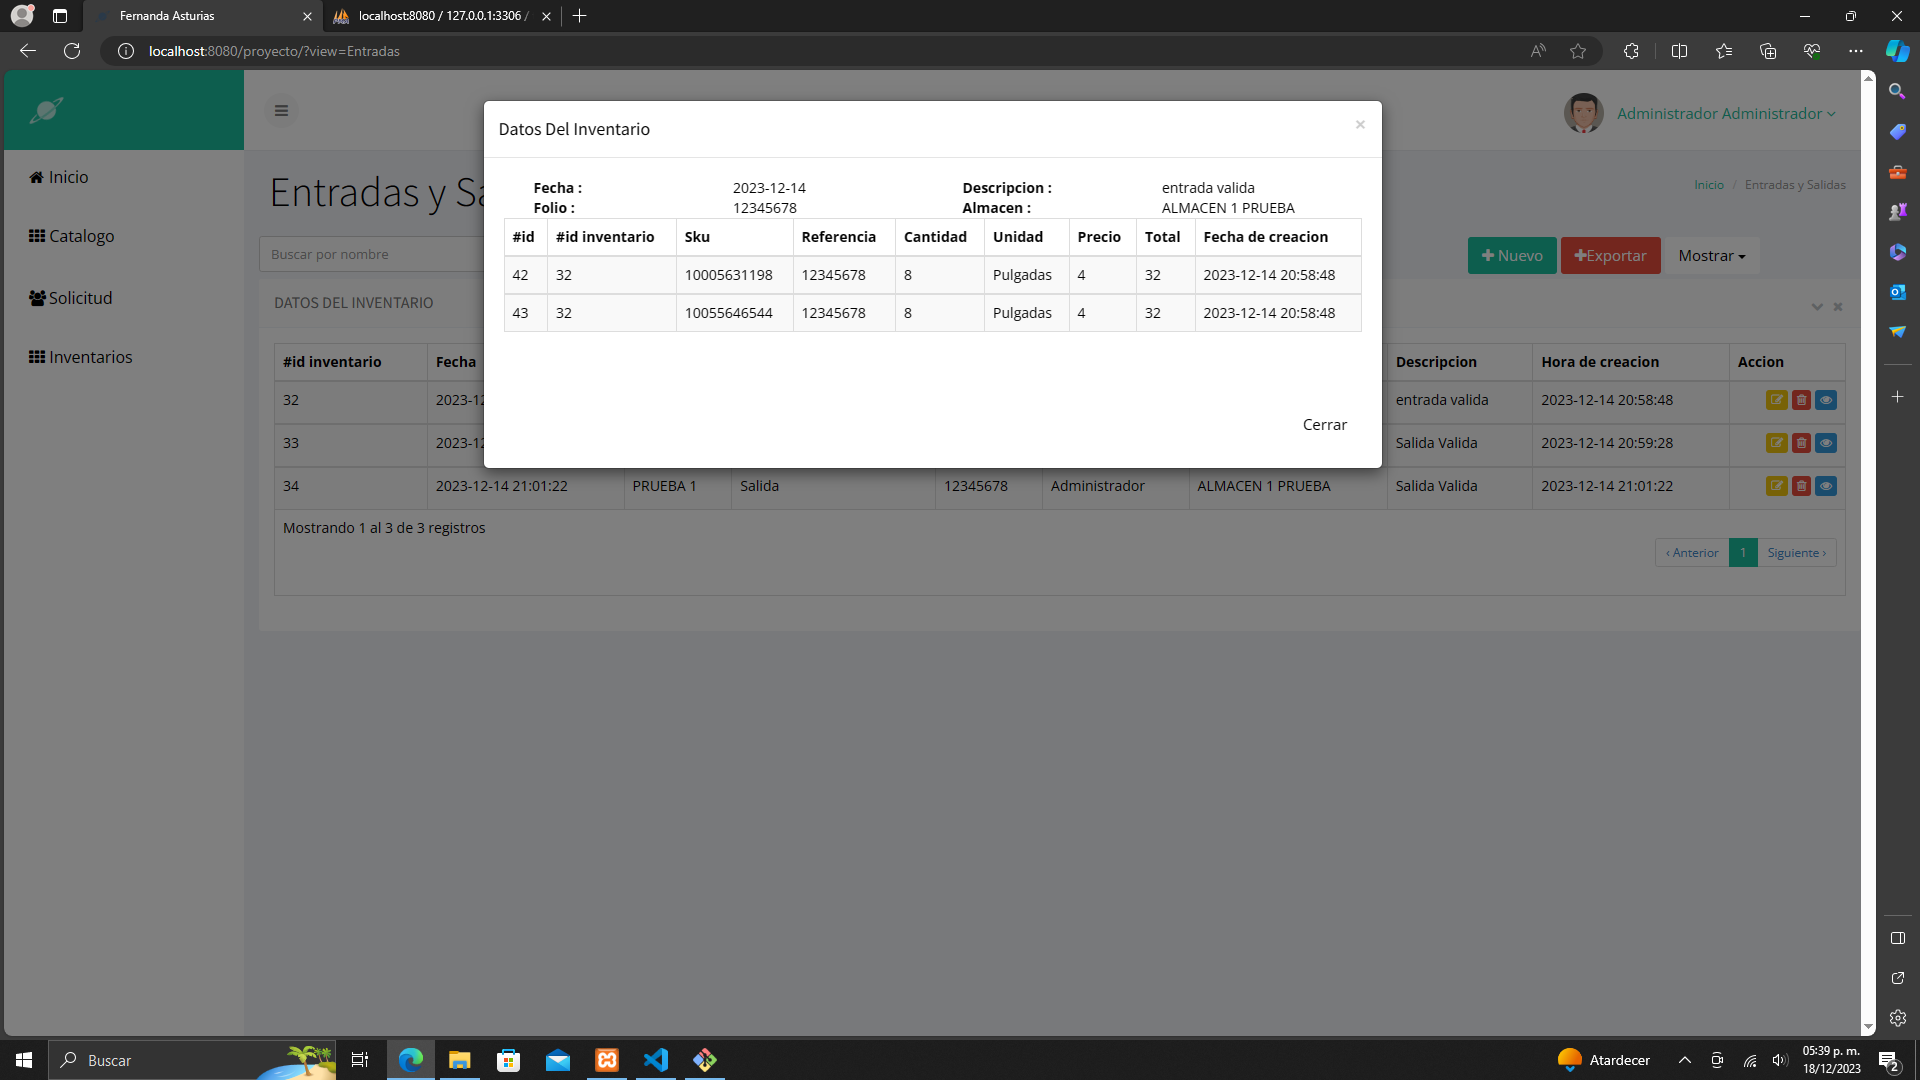 Fernanda Asturias
localhost:8080 / 127.0.0.1:3306 /
localhost:8080/proyecto/?view=Entradas
Administrador Administrador
Inicio
Catalogo
Solicitud
Inventarios
Entradas y Sa
Inicio / Entradas y Salidas
Buscar por nombre
Nuevo
Exportar
Mostrar
DATOS DEL INVENTARIO
Datos Del Inventario ×
Fecha : 2023-12-14 Descripcion : entrada valida
Folio : 12345678 Almacen : ALMACEN 1 PRUEBA
#id #id inventario Sku Referencia Cantidad Unidad Precio Total Fecha de creacion
42 32 10005631198 12345678 8 Pulgadas 4 32 2023-12-14 20:58:48
43 32 10055646544 12345678 8 Pulgadas 4 32 2023-12-14 20:58:48
Cerrar
#id inventario Fecha Descripcion Hora de creacion Accion
32 2023-12 entrada valida 2023-12-14 20:58:48
33 2023-12 Salida Valida 2023-12-14 20:59:28
34 2023-12-14 21:01:22 PRUEBA 1 Salida 12345678 Administrador ALMACEN 1 PRUEBA Salida Valida 2023-12-14 21:01:22
Mostrando 1 al 3 de 3 registros
‹ Anterior 1 Siguiente ›
Buscar
Atardecer
05:39 p. m.
18/12/2023
2